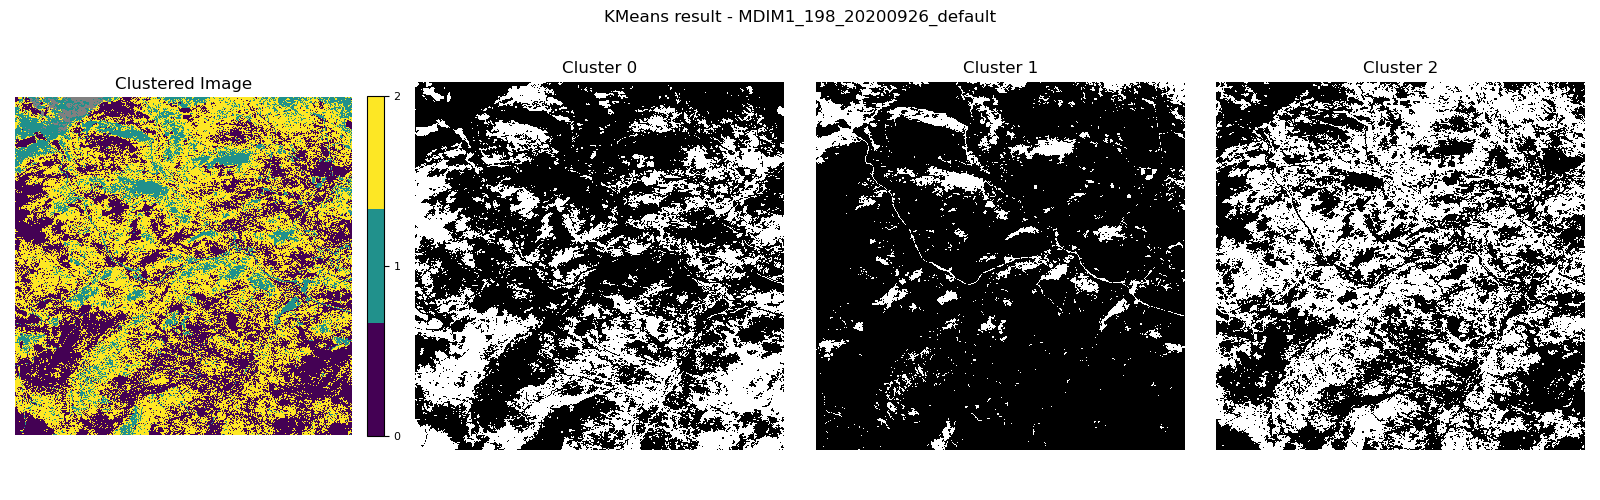 KMeans result - MDIM1_198_20200926_default
Clustered Image
Cluster 0
Cluster 1
Cluster 2
2
1
0